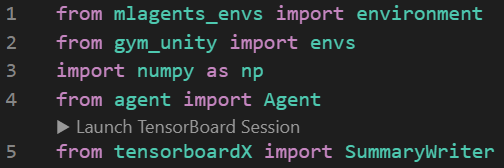 1 from mlagents_envs import environment
2 from gym_unity import envs
3 import numpy as np
4 from agent import Agent
▶ Launch TensorBoard Session
5 from tensorboardX import SummaryWriter